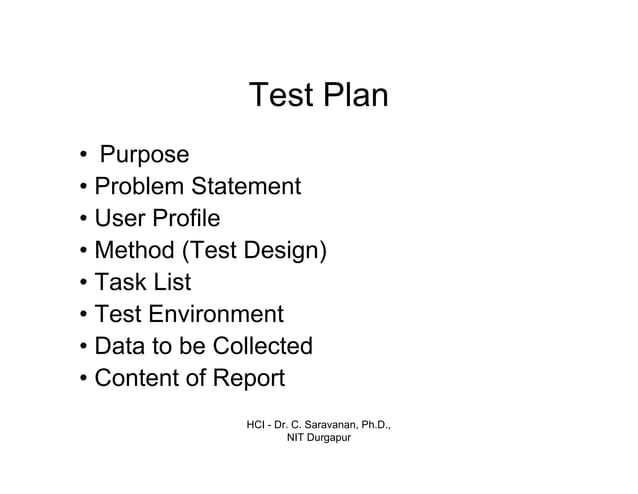 Test Plan
• Purpose
• Problem Statement
• User Profile
• Method (Test Design)
• Task List
• Test Environment
• Data to be Collected
• Content of Report
HCI - Dr. C. Saravanan, Ph.D.,
NIT Durgapur